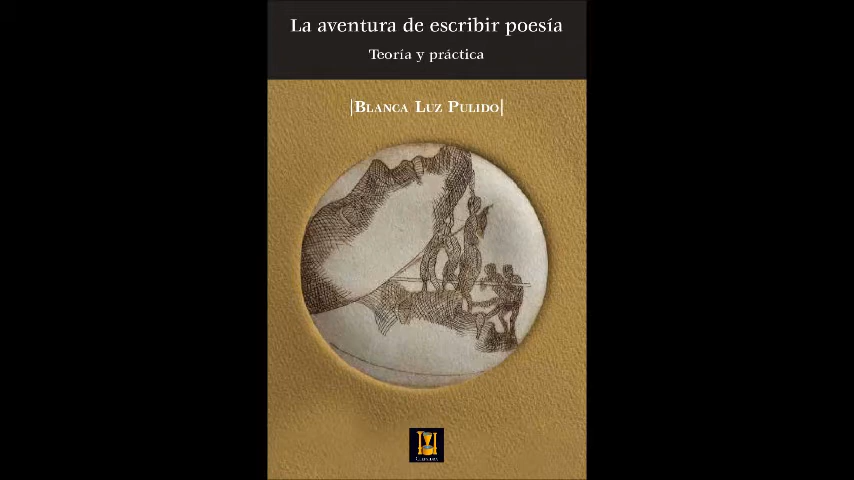 La aventura de escribir poesía
Teoría y práctica
|Blanca Luz Pulido|